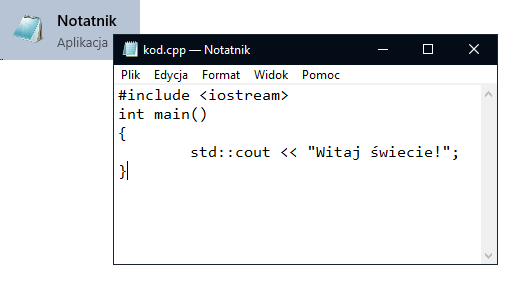 Notatnik
Aplikacja
kod.cpp — Notatnik
Plik Edycja Format Widok Pomoc
#include <iostream>
int main()
{
        std::cout << "Witaj świecie!";
}